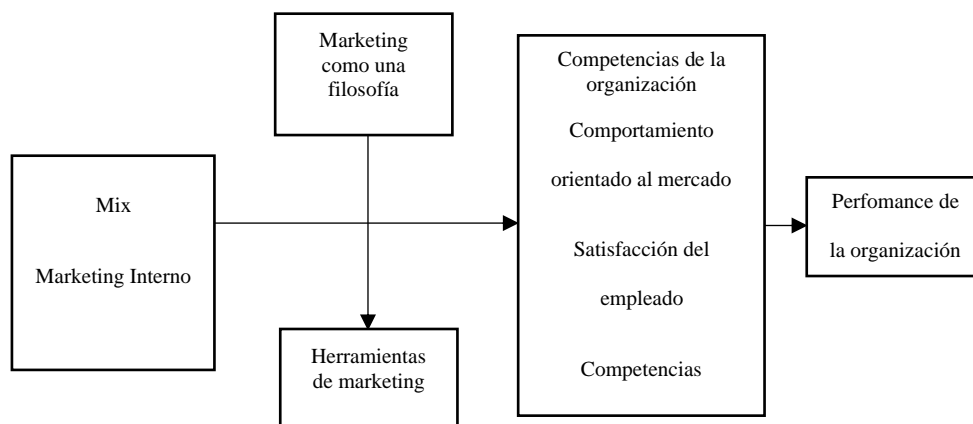 Marketing
como una
filosofía
Mix
Marketing Interno
Herramientas
de marketing
Competencias de la
organización
Comportamiento
orientado al mercado
Satisfacción del
empleado
Competencias
Perfomance de
la organización